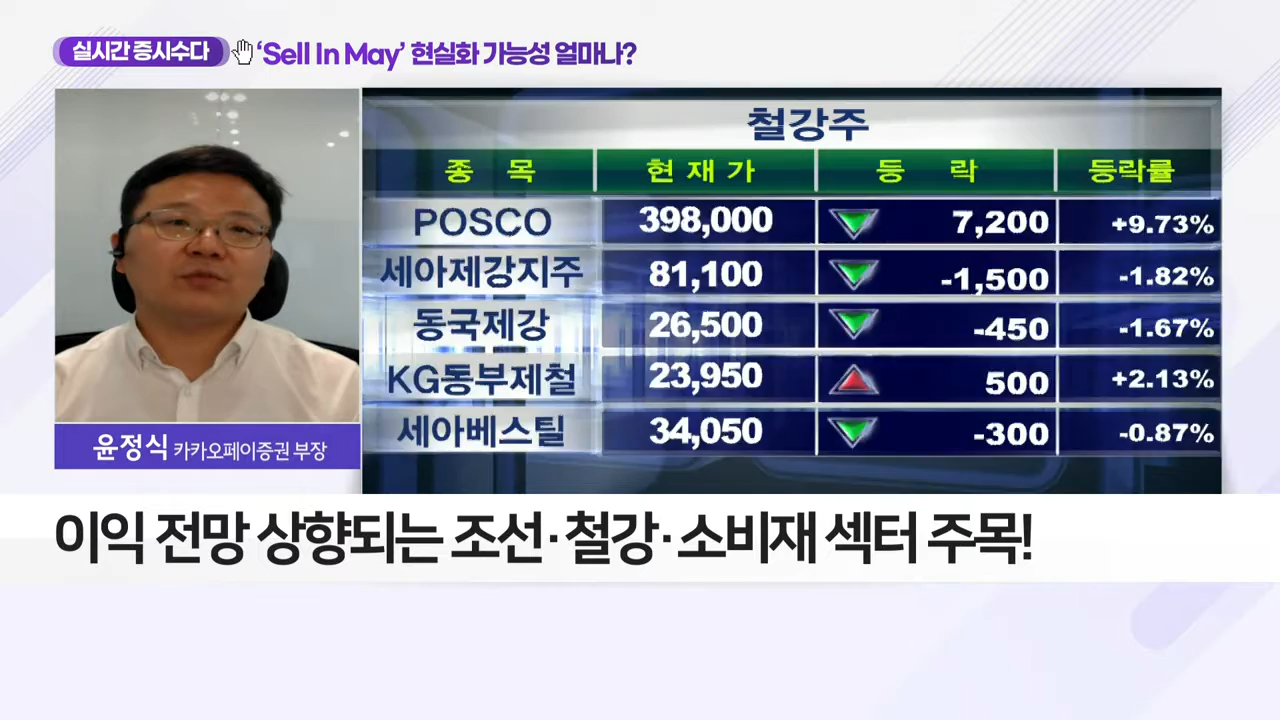 실시간 증시수다 'Sell In May' 현실화 가능성 얼마나?
철강주
종 목 현 재 가 등 락 등락률
POSCO 398,000 7,200 +9.73%
세아제강지주 81,100 -1,500 -1.82%
동국제강 26,500 -450 -1.67%
KG동부제철 23,950 500 +2.13%
세아베스틸 34,050 -300 -0.87%
윤정식 카카오페이증권 부장
이익 전망 상향되는 조선·철강·소비재 섹터 주목!